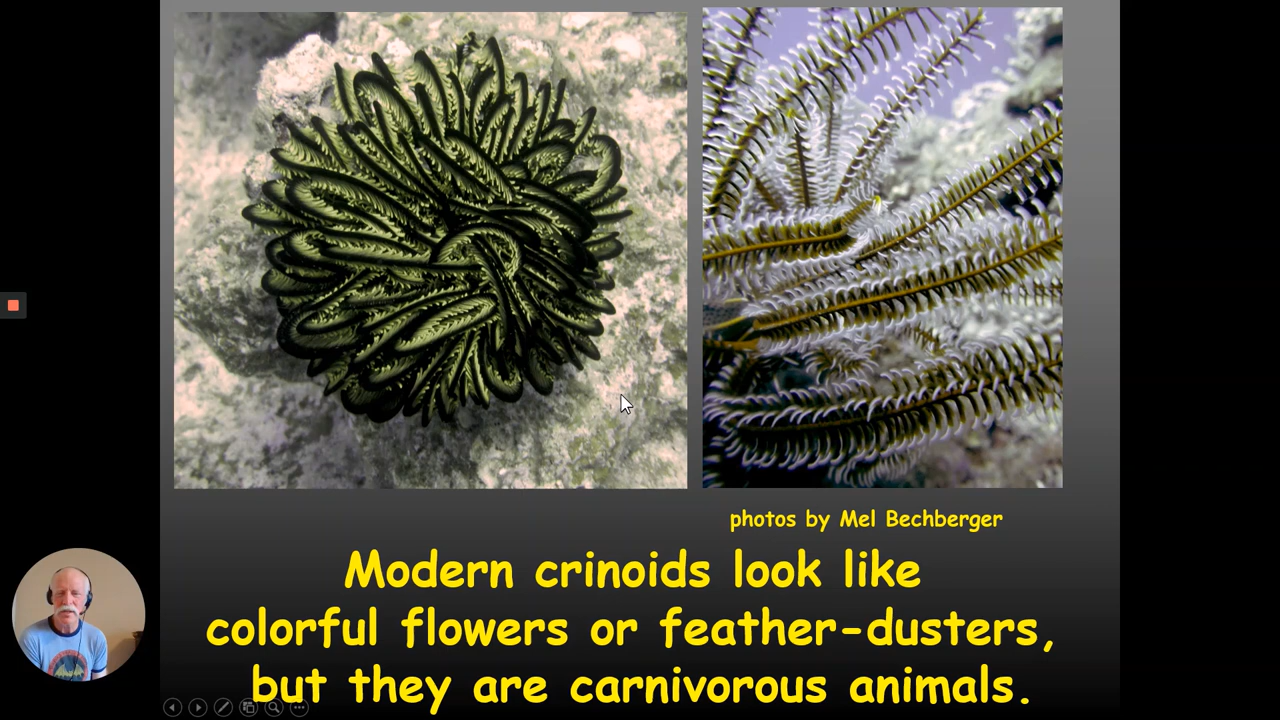 photos by Mel Bechberger
Modern crinoids look like
colorful flowers or feather-dusters,
but they are carnivorous animals.